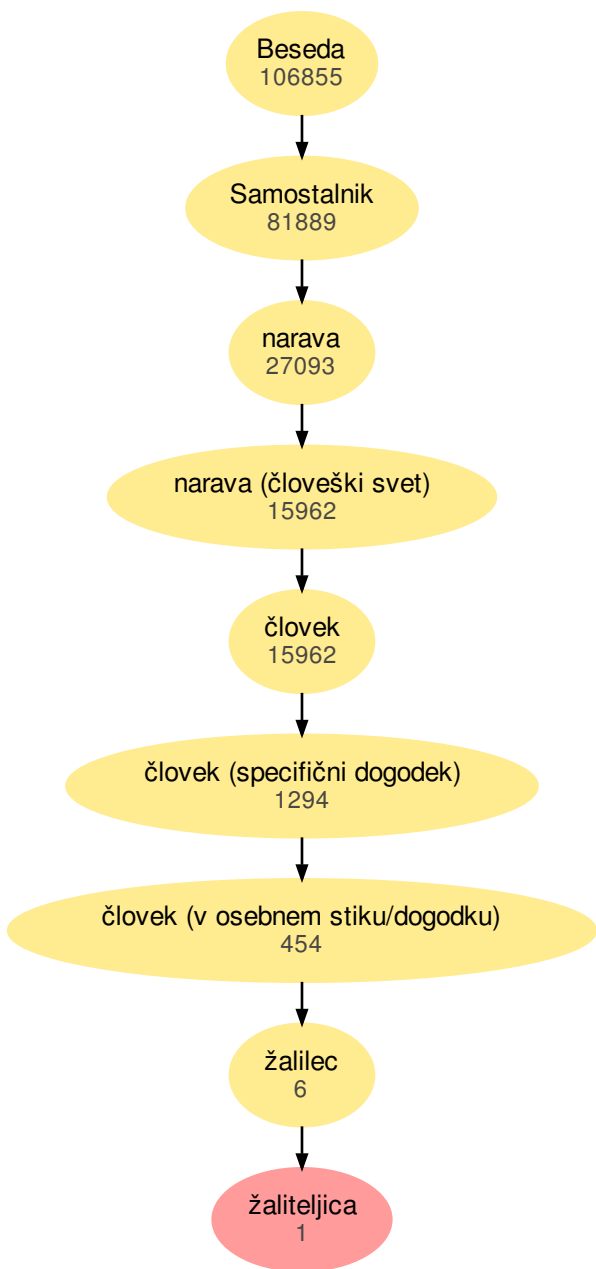 Beseda
106855
Samostalnik
81889
narava
27093
narava (človeški svet)
15962
človek
15962
človek (specifični dogodek)
1294
človek (v osebnem stiku/dogodku)
454
žalilec
6
žaliteljica
1